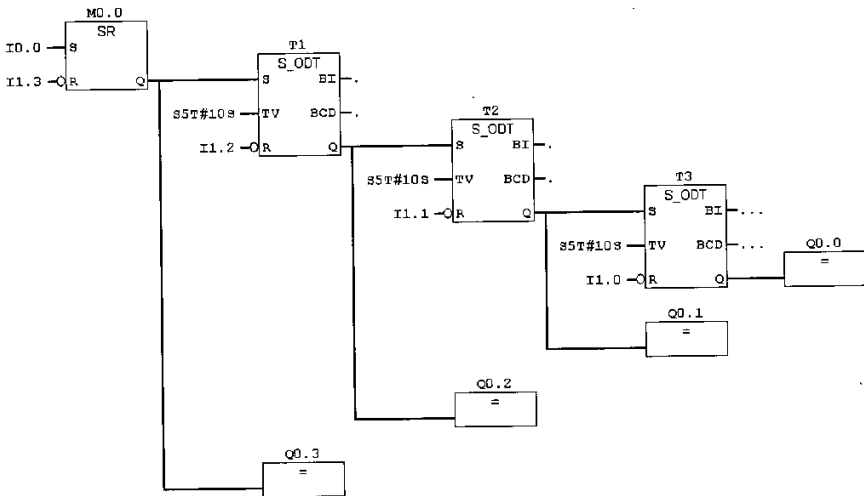 M0.0
SR
I0.0 S
I1.3 R Q
T1
S_ODT
S BI .
S5T#10S TV BCD .
I1.2 R Q
T2
S_ODT
S BI .
S5T#10S TV BCD .
I1.1 R Q
T3
S_ODT
S BI ...
S5T#10S TV BCD ...
I1.0 R Q
Q0.0
=
Q0.1
=
Q0.2
=
Q0.3
=